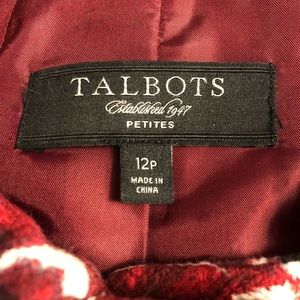 TALBOTS
Established 1947
PETITES
12P
MADE IN
CHINA